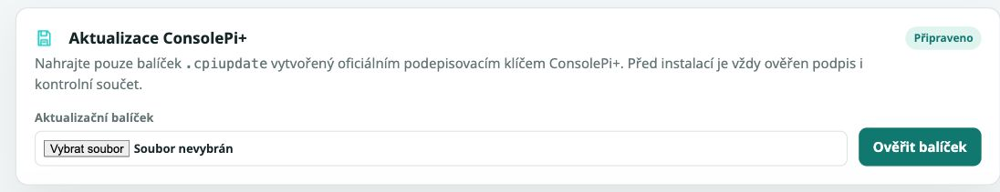 Aktualizace ConsolePi+
Připraveno
Nahrajte pouze balíček .cpiupdate vytvořený oficiálním podepisovacím klíčem ConsolePi+. Před instalací je vždy ověřen podpis i
kontrolní součet.
Aktualizační balíček
Vybrat soubor Soubor nevybrán
Ověřit balíček